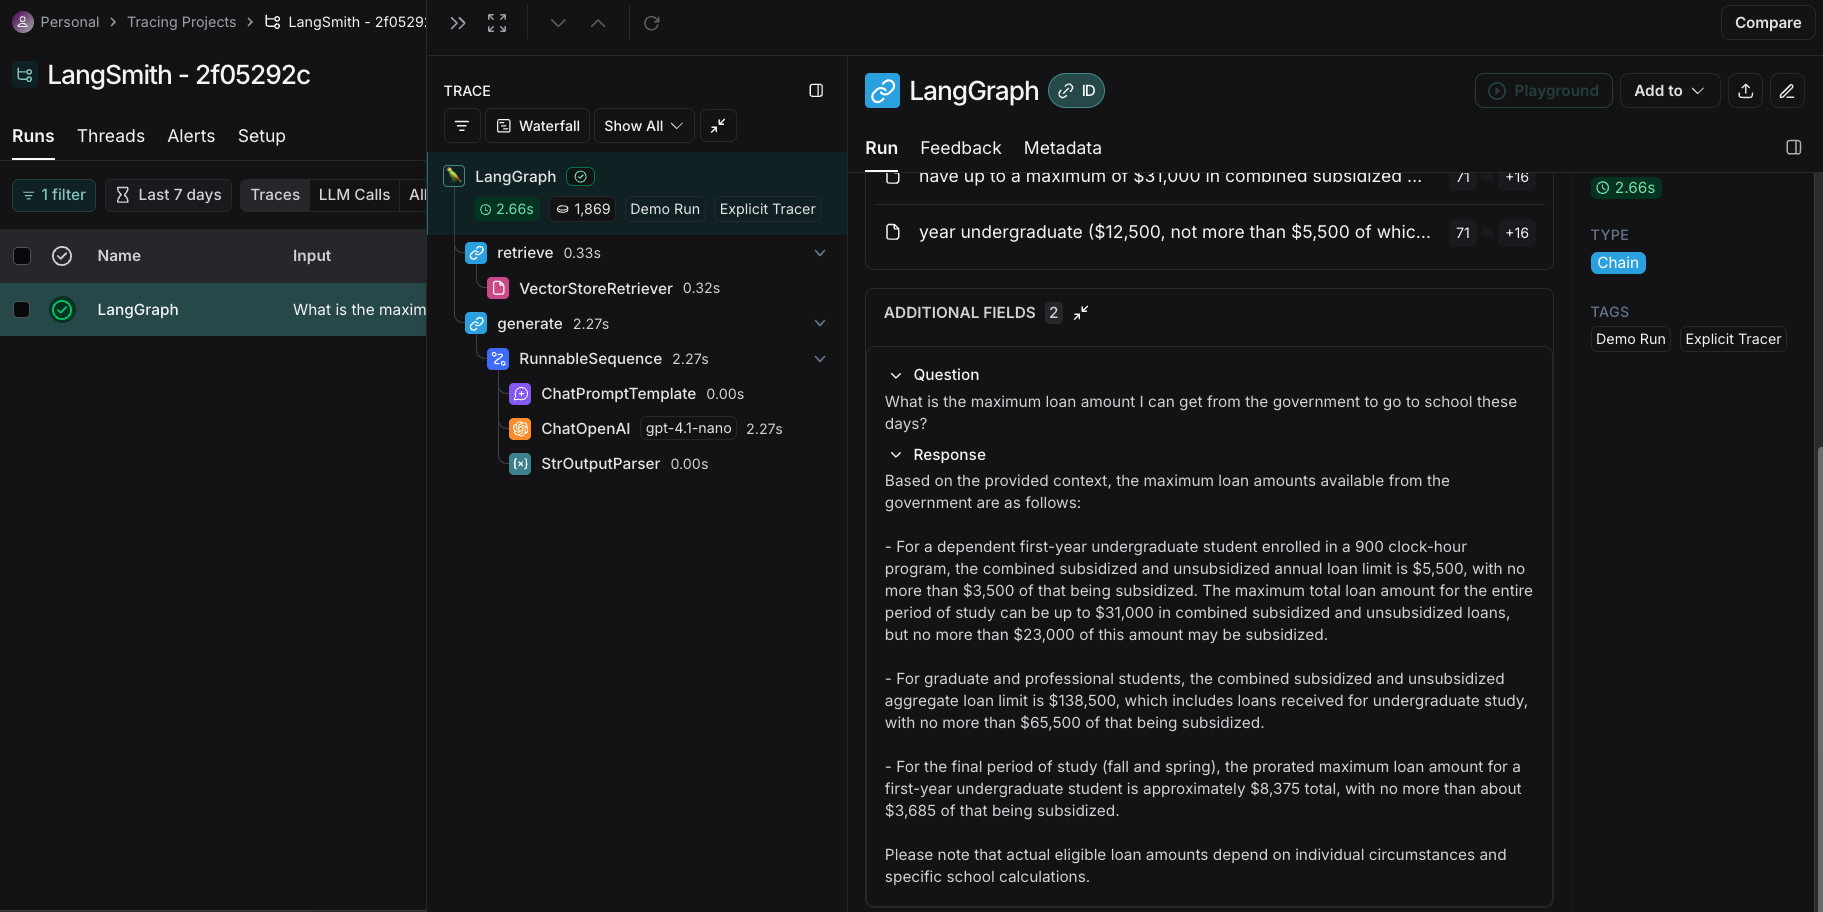 Personal
Tracing Projects
LangSmith - 2f05292
Compare
LangSmith - 2f05292c
Runs
Threads
Alerts
Setup
1 filter
Last 7 days
Traces
LLM Calls
All
Name
Input
LangGraph
What is the maxim
TRACE
Waterfall
Show All
LangGraph
2.66s
1,869
Demo Run
Explicit Tracer
retrieve 0.33s
VectorStoreRetriever 0.32s
generate 2.27s
RunnableSequence 2.27s
ChatPromptTemplate 0.00s
ChatOpenAI gpt-4.1-nano 2.27s
StrOutputParser 0.00s
LangGraph
ID
Playground
Add to
Run
Feedback
Metadata
have up to a maximum of $31,000 in combined subsidized ... 71 +16
year undergraduate ($12,500, not more than $5,500 of whic... 71 +16
ADDITIONAL FIELDS 2
Question
What is the maximum loan amount I can get from the government to go to school these
days?
Response
Based on the provided context, the maximum loan amounts available from the
government are as follows:
- For a dependent first-year undergraduate student enrolled in a 900 clock-hour
program, the combined subsidized and unsubsidized annual loan limit is $5,500, with no
more than $3,500 of that being subsidized. The maximum total loan amount for the entire
period of study can be up to $31,000 in combined subsidized and unsubsidized loans,
but no more than $23,000 of this amount may be subsidized.
- For graduate and professional students, the combined subsidized and unsubsidized
aggregate loan limit is $138,500, which includes loans received for undergraduate study,
with no more than $65,500 of that being subsidized.
- For the final period of study (fall and spring), the prorated maximum loan amount for a
first-year undergraduate student is approximately $8,375 total, with no more than about
$3,685 of that being subsidized.
Please note that actual eligible loan amounts depend on individual circumstances and
specific school calculations.
2.66s
TYPE
Chain
TAGS
Demo Run
Explicit Tracer